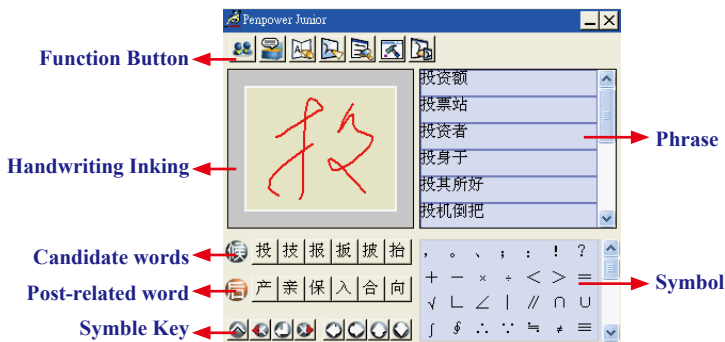 Penpower Junior
Function Button
投
Handwriting Inking
投资额
投票站
投资者
投身于
投其所好
投机倒把
Phrase
Candidate words
候 投 技 报 扳 披 抬
Post-related word
后 产 亲 保 入 合 向
Symble Key
， 。 、 ； ： ！ ？
＋ － × ÷ ＜ ＞ ＝
√ ∟ ∠ ∣ ∥ ∩ ∪
∫ ∮ ∴ ∵ ≒ ≠ ≡
Symbol